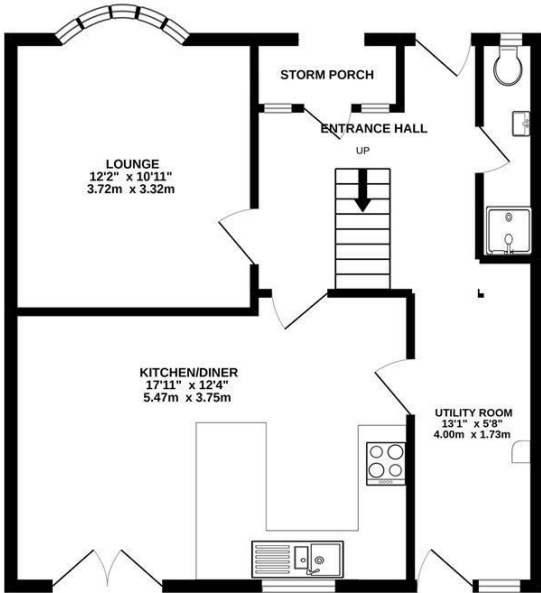 STORM PORCH
ENTRANCE HALL
UP
LOUNGE
12'2" x 10'11"
3.72m x 3.32m
KITCHEN/DINER
17'11" x 12'4"
5.47m x 3.75m
UTILITY ROOM
13'1" x 5'8"
4.00m x 1.73m